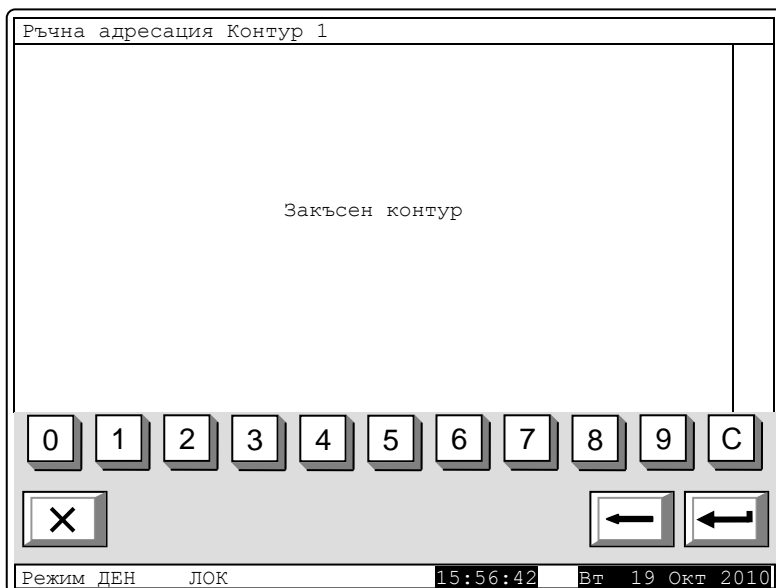 Ръчна адресация Контур 1
Закъсен контур
0 1 2 3 4 5 6 7 8 9 C
Режим ДЕН ЛОК 15:56:42 Вт 19 Окт 2010